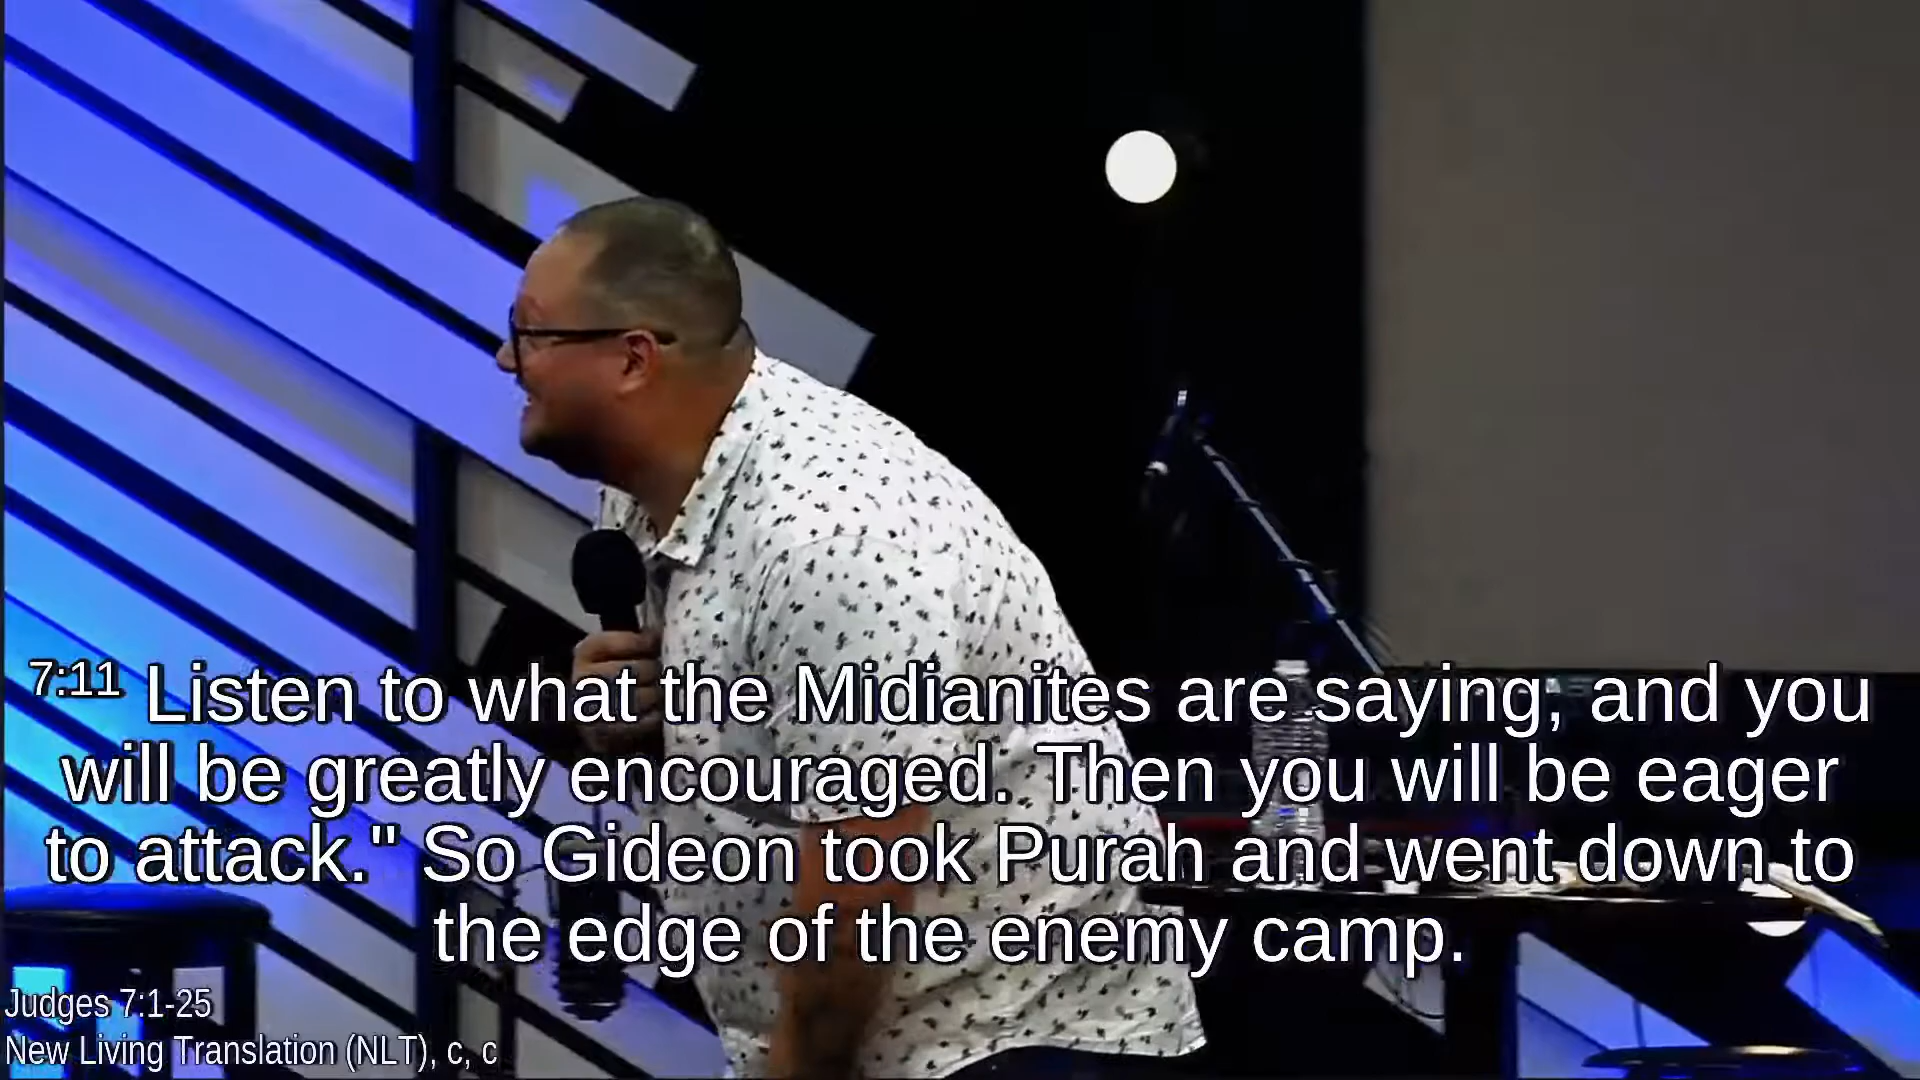 7:11 Listen to what the Midianites are saying, and you
will be greatly encouraged. Then you will be eager
to attack." So Gideon took Purah and went down to
the edge of the enemy camp.
Judges 7:1-25
New Living Translation (NLT), c, c